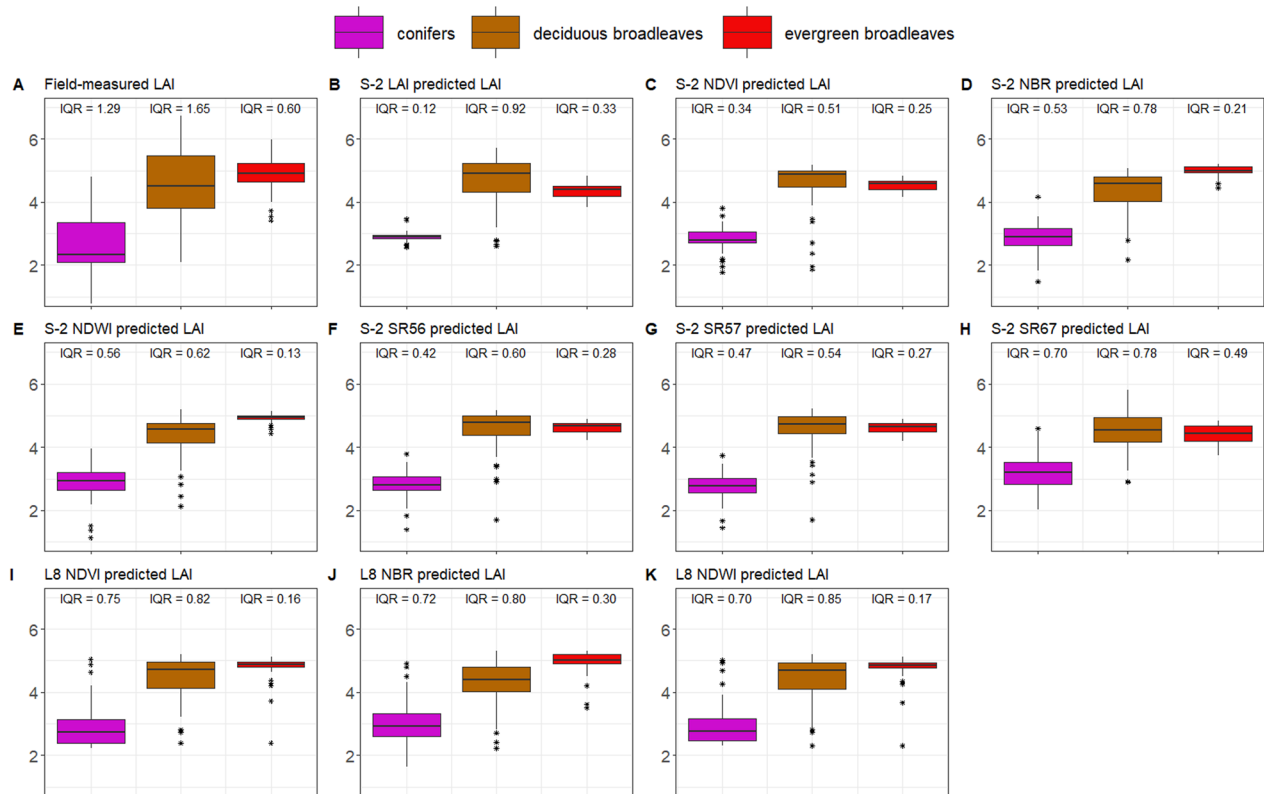 conifers deciduous broadleaves evergreen broadleaves
A Field-measured LAI B S-2 LAI predicted LAI C S-2 NDVI predicted LAI D S-2 NBR predicted LAI
IQR = 1.29 IQR = 1.65 IQR = 0.60 IQR = 0.12 IQR = 0.92 IQR = 0.33 IQR = 0.34 IQR = 0.51 IQR = 0.25 IQR = 0.53 IQR = 0.78 IQR = 0.21
6 6 6 6
4 4 4 4
2 2 2 2
E S-2 NDWI predicted LAI F S-2 SR56 predicted LAI G S-2 SR57 predicted LAI H S-2 SR67 predicted LAI
IQR = 0.56 IQR = 0.62 IQR = 0.13 IQR = 0.42 IQR = 0.60 IQR = 0.28 IQR = 0.47 IQR = 0.54 IQR = 0.27 IQR = 0.70 IQR = 0.78 IQR = 0.49
6 6 6 6
4 4 4 4
2 2 2 2
I L8 NDVI predicted LAI J L8 NBR predicted LAI K L8 NDWI predicted LAI
IQR = 0.75 IQR = 0.82 IQR = 0.16 IQR = 0.72 IQR = 0.80 IQR = 0.30 IQR = 0.70 IQR = 0.85 IQR = 0.17
6 6 6
4 4 4
2 2 2